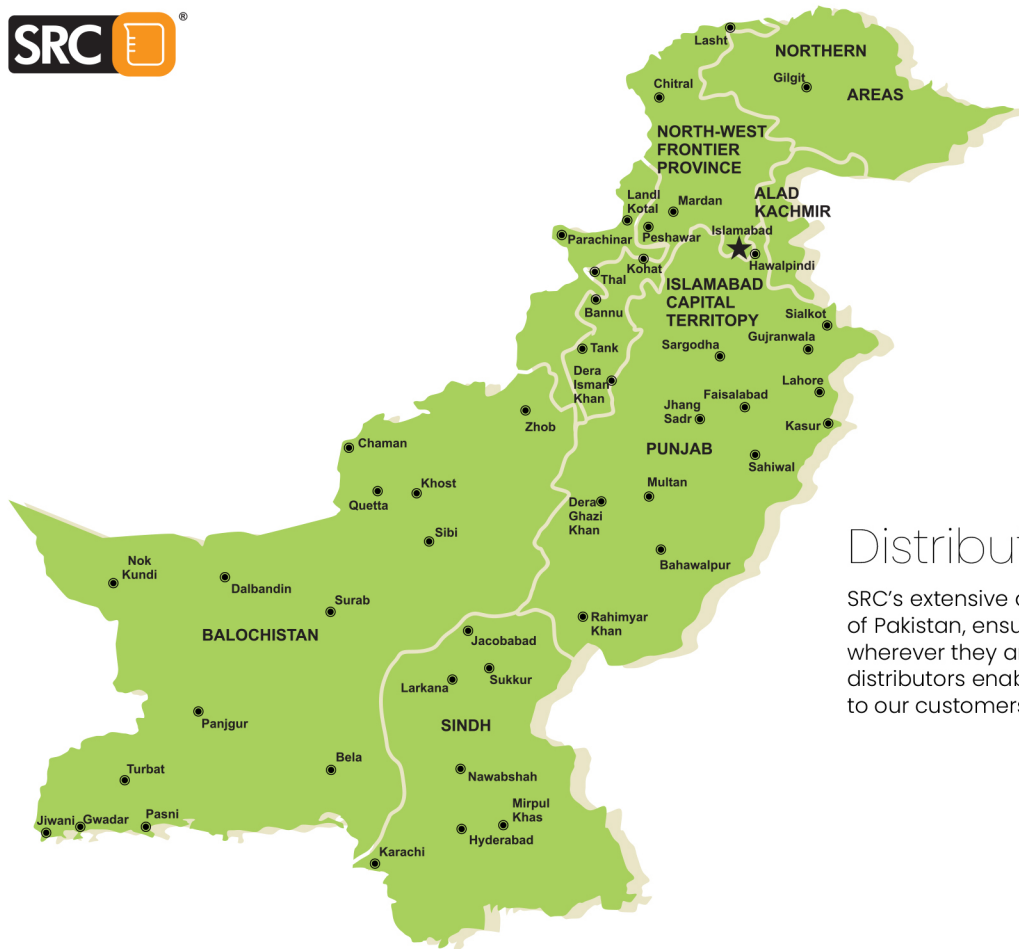 SRC
®
Lasht
NORTHERN
Gilgit
AREAS
Chitral
NORTH-WEST
FRONTIER
PROVINCE
ALAD
KACHMIR
Landl
Kotal
Mardan
Parachinar
Peshawar
Islamabad
Kohat
Hawalpindi
Thal
ISLAMABAD
CAPITAL
TERRITOPY
Bannu
Sialkot
Gujranwala
Sargodha
Tank
Dera
Isman
Khan
Lahore
Faisalabad
Jhang
Sadr
Kasur
Zhob
Chaman
PUNJAB
Sahiwal
Khost
Quetta
Multan
Dera
Ghazi
Khan
Sibi
Bahawalpur
Nok
Kundi
Dalbandin
Surab
Rahimyar
Khan
BALOCHISTAN
Jacobabad
Larkana
Sukkur
Panjgur
SINDH
Bela
Turbat
Nawabshah
Jiwani
Gwadar
Pasni
Mirpul
Khas
Hyderabad
Karachi
Distribu
SRC’s extensive
of Pakistan, ensu
wherever they a
distributors enab
to our customers